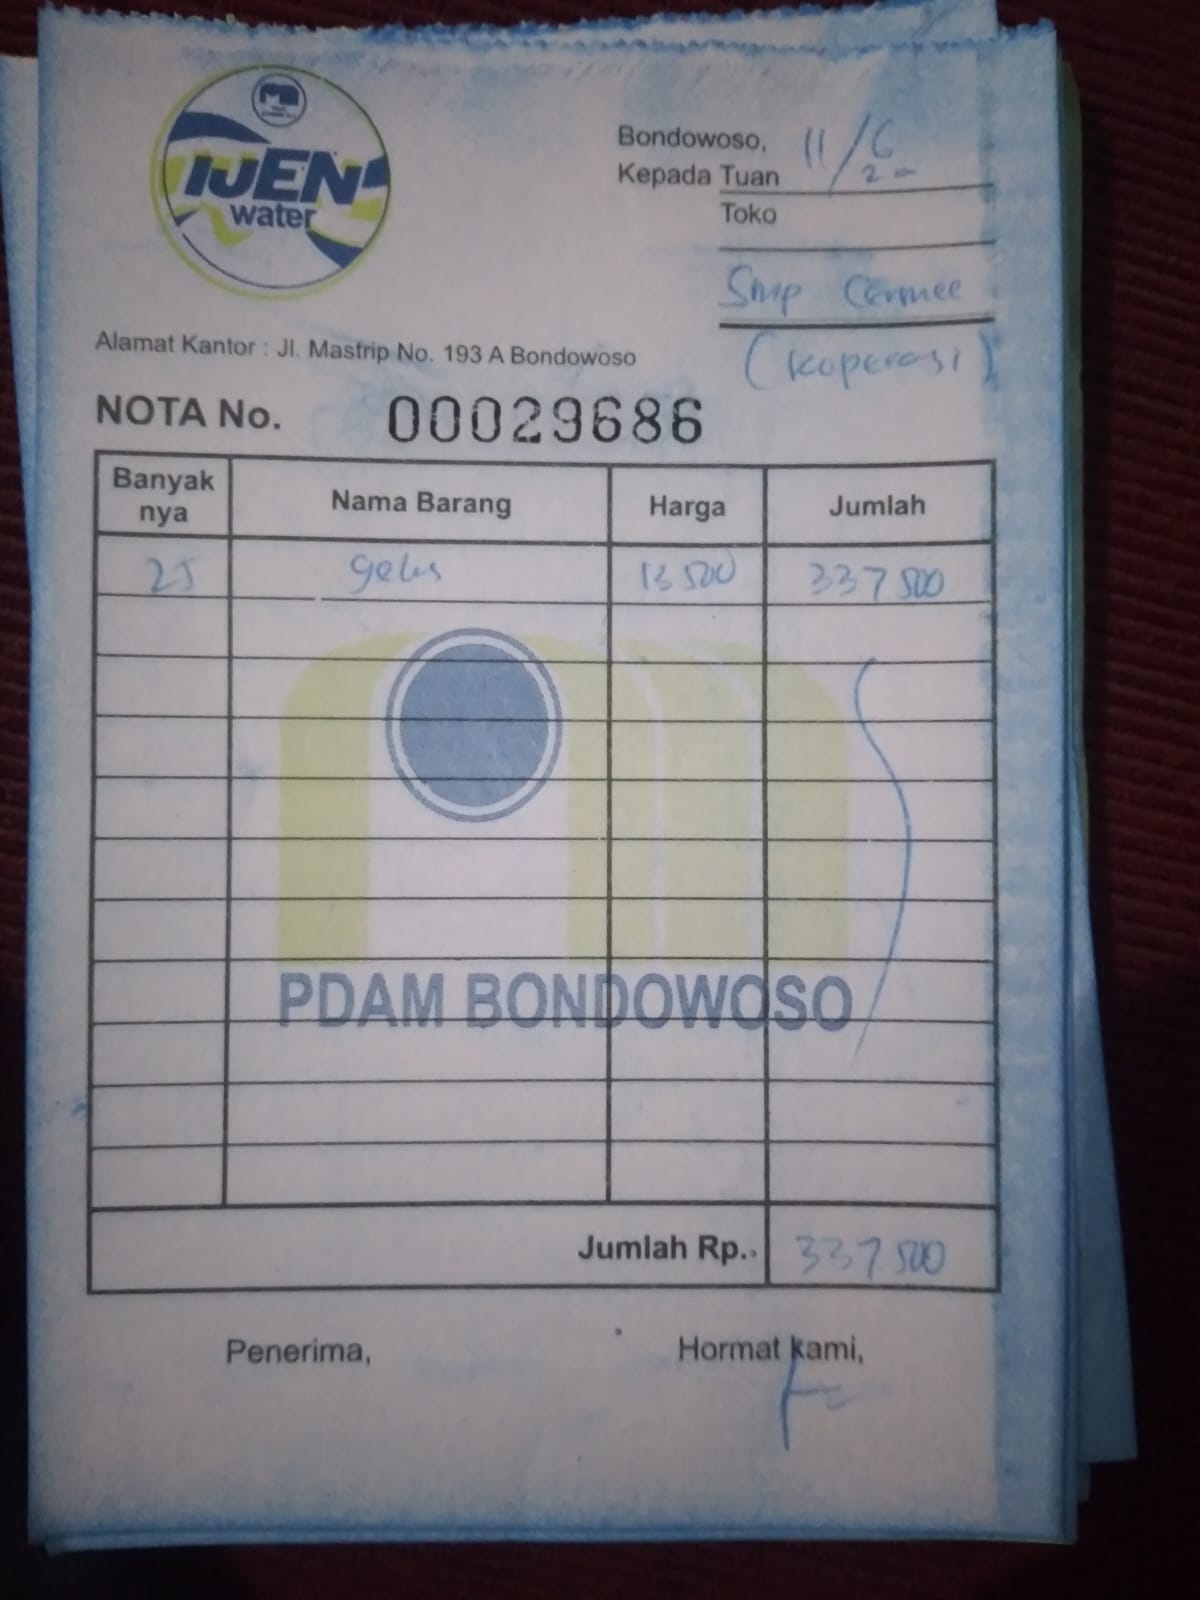 IJEN
water
Bondowoso, 11/6
20
Kepada Tuan
Toko
Smp Cermee
(Koperasi)
Alamat Kantor : Jl. Mastrip No. 193 A Bondowoso
NOTA No. 00029686
Banyak nya Nama Barang Harga Jumlah
25 gelas 13 500 337 500
PDAM BONDOWOSO
Jumlah Rp. 337.500
Penerima, Hormat kami,